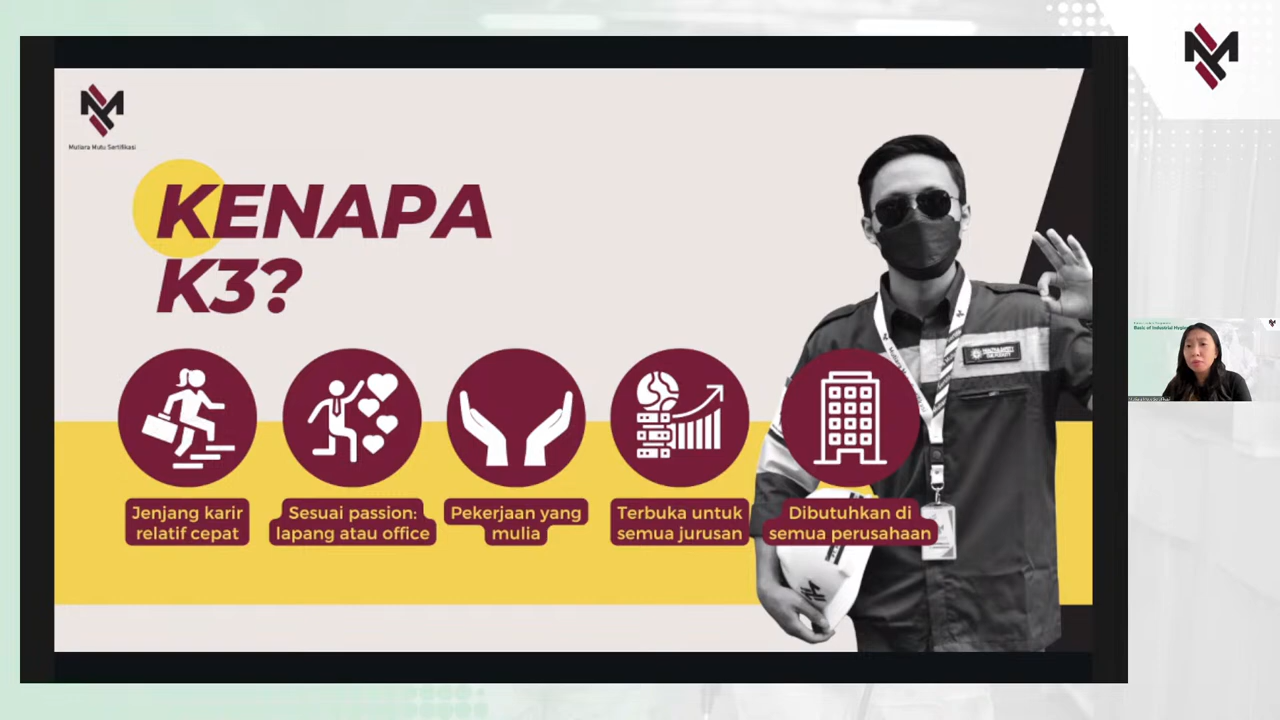 Mutiara Mutu Sertifikasi
KENAPA
K3?
Jenjang karir
relatif cepat
Sesuai passion:
lapang atau office
Pekerjaan yang
mulia
Terbuka untuk
semua jurusan
Dibutuhkan di
semua perusahaan
Basic of Industrial Hygiene